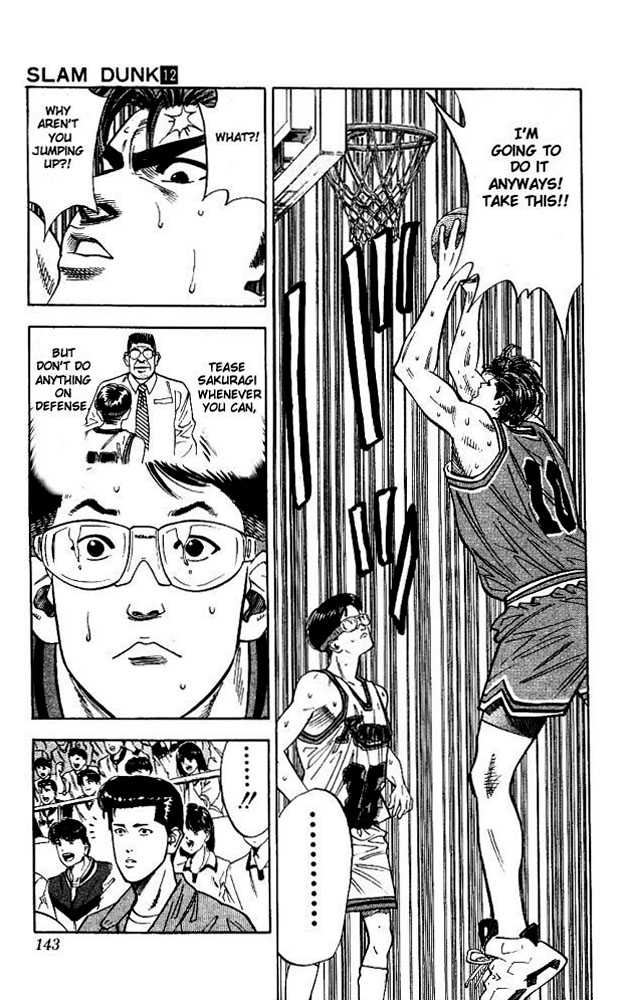 SLAM DUNK 12
I'M
GOING TO
DO IT
ANYWAYS!
TAKE THIS!!
10
WHAT?!
WHY
AREN'T
YOU
JUMPING
UP?!
TEASE
SAKURAGI
WHENEVER
YOU CAN,
BUT
DON'T DO
ANYTHING
ON
DEFENSE.
......!!
........
143